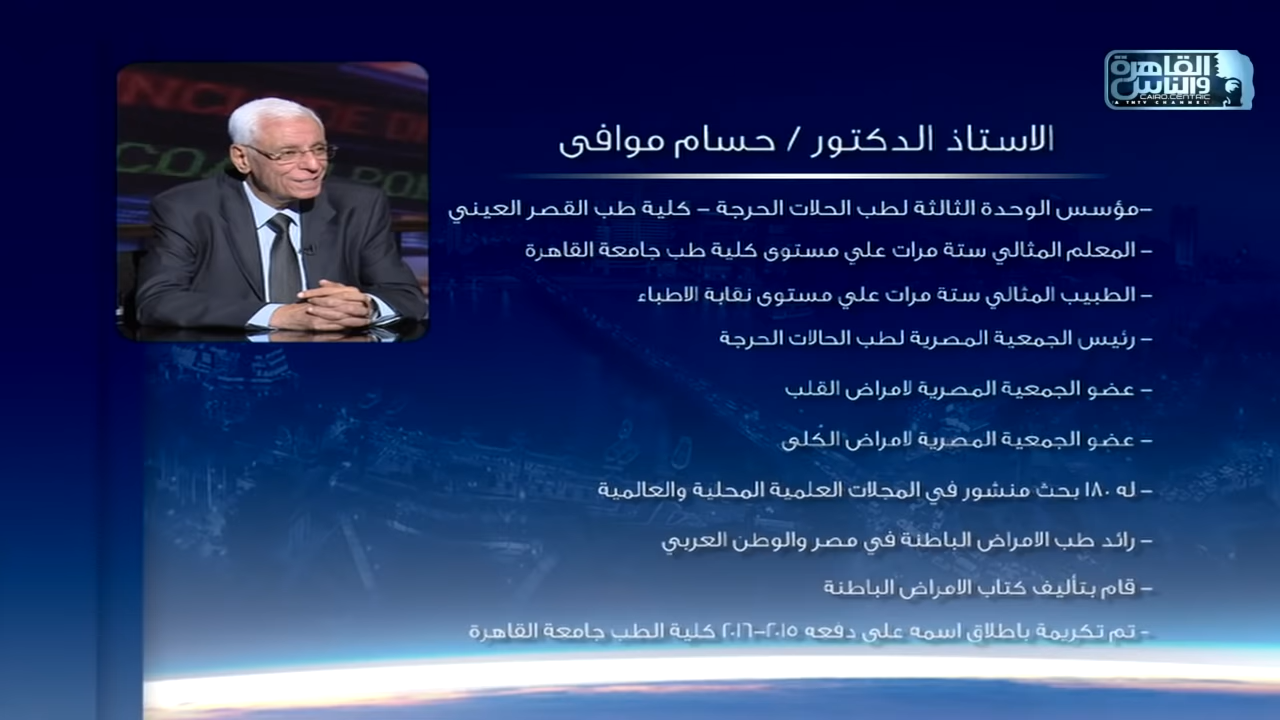 القاهرة
والناس
CAIRO.CENTRIC
A TNTV CHANNEL
الاستاذ الدكتور / حسام موافى
-مؤسس الوحدة الثالثة لطب الحلات الحرجة - كلية طب القصر العيني
- المعلم المثالي ستة مرات علي مستوى كلية طب جامعة القاهرة
- الطبيب المثالي ستة مرات علي مستوى نقابة الاطباء
- رئيس الجمعية المصرية لطب الحالات الحرجة
- عضو الجمعية المصرية لامراض القلب
- عضو الجمعية المصرية لامراض الكلى
- له ١٨٠ بحث منشور في المجلات العلمية المحلية والعالمية
- رائد طب الامراض الباطنة في مصر والوطن العربي
- قام بتأليف كتاب الامراض الباطنة
- تم تكريمة باطلاق اسمه علي دفعه ٢٠١٥-٢٠١٦ كلية الطب جامعة القاهرة